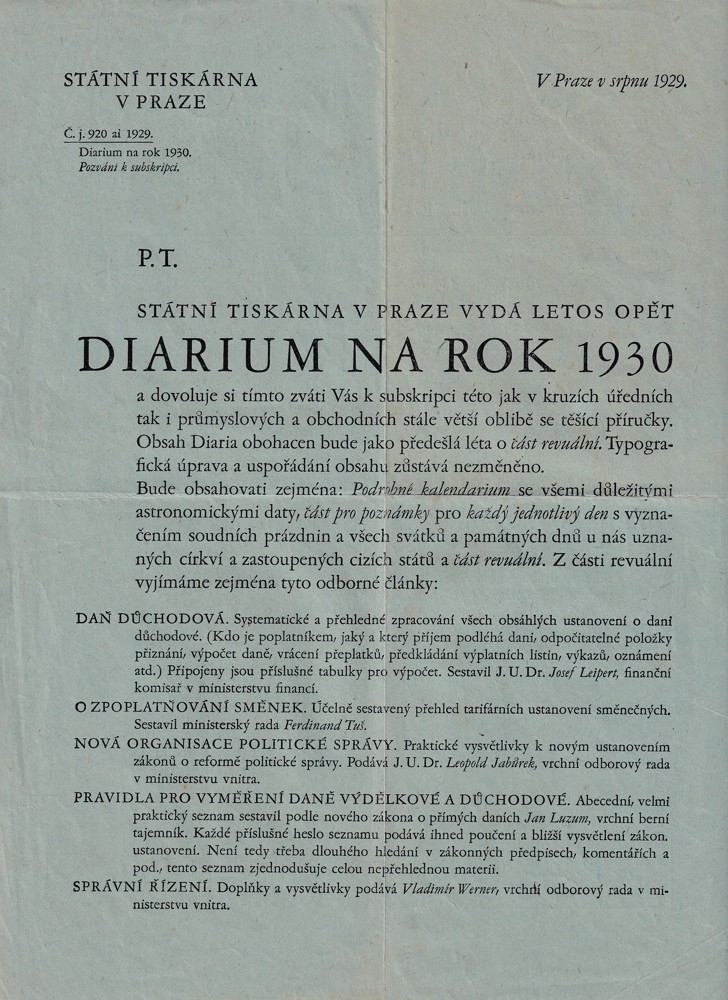 STÁTNÍ TISKÁRNA
V PRAZE
V Praze v srpnu 1929.
Č. j. 920 ai 1929.
Diarium na rok 1930.
Pozvání k subskripci.
P. T.
STÁTNÍ TISKÁRNA V PRAZE VYDÁ LETOS OPĚT
DIARIUM NA ROK 1930
a dovoluje si tímto zváti Vás k subskripci této jak v kruzích úředních
tak i průmyslových a obchodních stále větší oblibě se těšící příručky.
Obsah Diaria obohacen bude jako předešlá léta o část revuální. Typogra-
fická úprava a uspořádání obsahu zůstává nezměněno.
Bude obsahovati zejména: Podrobné kalendarium se všemi důležitými
astronomickými daty, část pro poznámky pro každý jednotlivý den s vyzna-
čením soudních prázdnin a všech svátků a památných dnů u nás uzna-
ných církví a zastoupených cizích států a část revuální. Z části revuální
vyjímáme zejména tyto odborné články:
DAŇ DŮCHODOVÁ. Systematické a přehledné zpracování všech obsáhlých ustanovení o dani
důchodové. (Kdo je poplatníkem, jaký a který příjem podléhá dani, odpočitatelné položky
přiznání, výpočet daně, vrácení přeplatků, předkládání výplatních listin, výkazů, oznámení
atd.) Připojeny jsou příslušné tabulky pro výpočet. Sestavil J. U. Dr. Josef Leipert, finanční
komisař v ministerstvu financí.
O ZPOPLATŇOVÁNÍ SMĚNEK. Účelně sestavený přehled tarifárních ustanovení směnečných.
Sestavil ministerský rada Ferdinand Tuš.
NOVÁ ORGANISACE POLITICKÉ SPRÁVY. Praktické vysvětlivky k novým ustanovením
zákonů o reformě politické správy. Podává J. U. Dr. Leopold Jabůrek, vrchní odborový rada
v ministerstvu vnitra.
PRAVIDLA PRO VYMĚŘENÍ DANĚ VÝDĚLKOVÉ A DŮCHODOVÉ. Abecední, velmi
praktický seznam sestavil podle nového zákona o přímých daních Jan Luzum, vrchní berní
tajemník. Každé příslušné heslo seznamu podává ihned poučení a bližší vysvětlení zákon.
ustanovení. Není tedy třeba dlouhého hledání v zákonných předpisech, komentářích a
pod., tento seznam zjednodušuje celou nepřehlednou materii.
SPRÁVNÍ ŘÍZENÍ. Doplňky a vysvětlivky podává Vladimír Werner, vrchní odborový rada v mi-
nisterstvu vnitra.